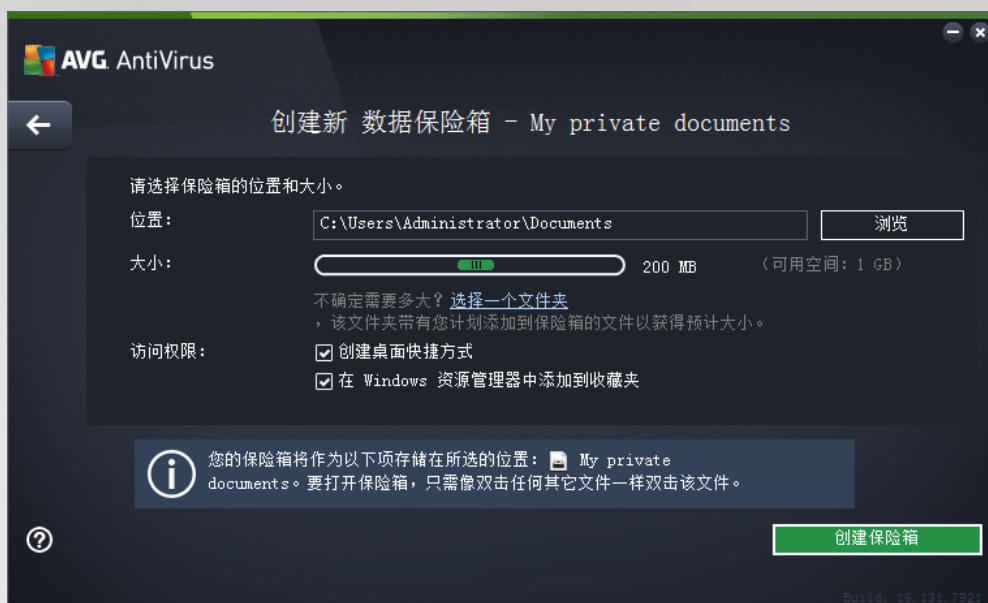 AVG. AntiVirus
创建新 数据保险箱 - My private documents
请选择保险箱的位置和大小。
位置: C:\Users\Administrator\Documents 浏览
大小: 200 MB (可用空间: 1 GB)
不确定需要多大? 选择一个文件夹
，该文件夹带有您计划添加到保险箱的文件以获得预计大小。
访问权限: 创建桌面快捷方式
在 Windows 资源管理器中添加到收藏夹
您的保险箱将作为以下项存储在所选的位置: My private
documents。要打开保险箱，只需像双击任何其它文件一样双击该文件。
创建保险箱
Build: 16.131.7921